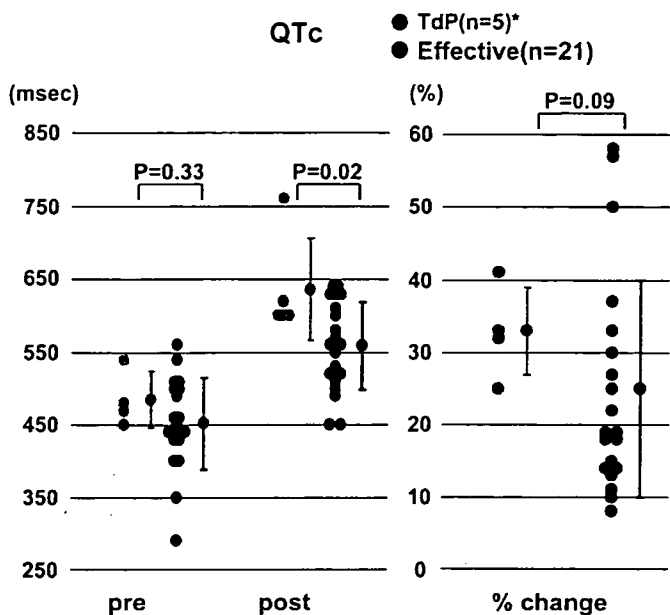 QTc
● TdP(n=5)*
● Effective(n=21)
(msec)
(%)
850
750
650
550
450
350
250
P=0.33
P=0.02
60
50
40
30
20
10
0
P=0.09
pre
post
% change